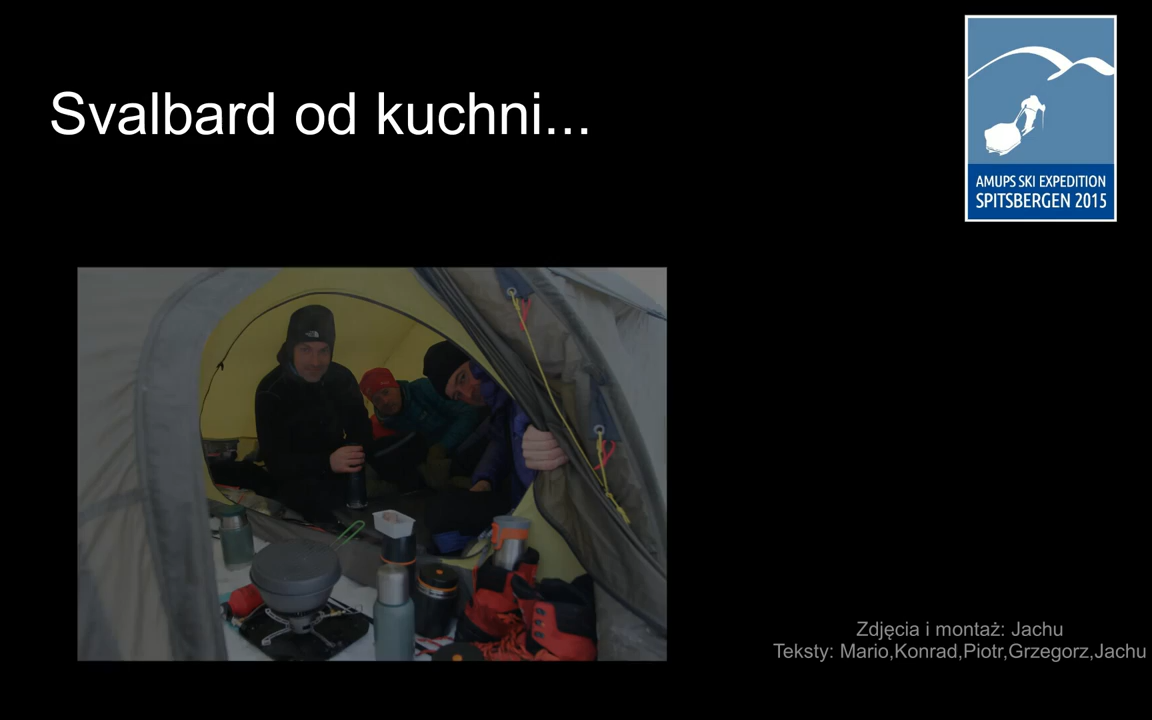 Svalbard od kuchni...
AMUPS SKI EXPEDITION
SPITSBERGEN 2015
Zdjęcia i montaż: Jachu
Teksty: Mario,Konrad,Piotr,Grzegorz,Jachu